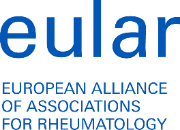 eular
EUROPEAN ALLIANCE
OF ASSOCIATIONS
FOR RHEUMATOLOGY